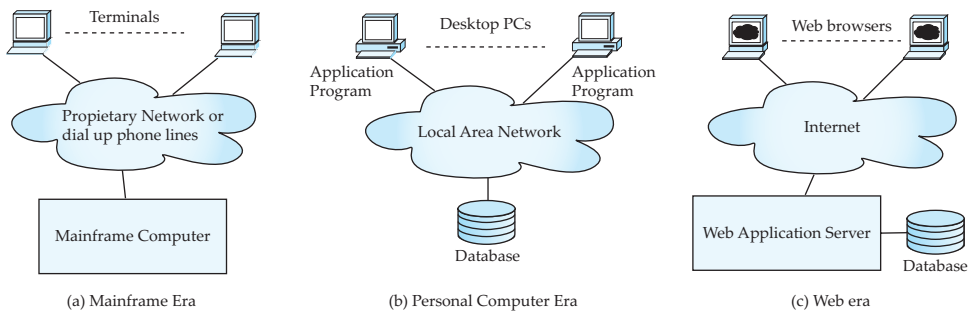 Terminals
Propietary Network or
dial up phone lines
Mainframe Computer
(a) Mainframe Era
Desktop PCs
Application
Program
Application
Program
Local Area Network
Database
(b) Personal Computer Era
Web browsers
Internet
Web Application Server
Database
(c) Web era